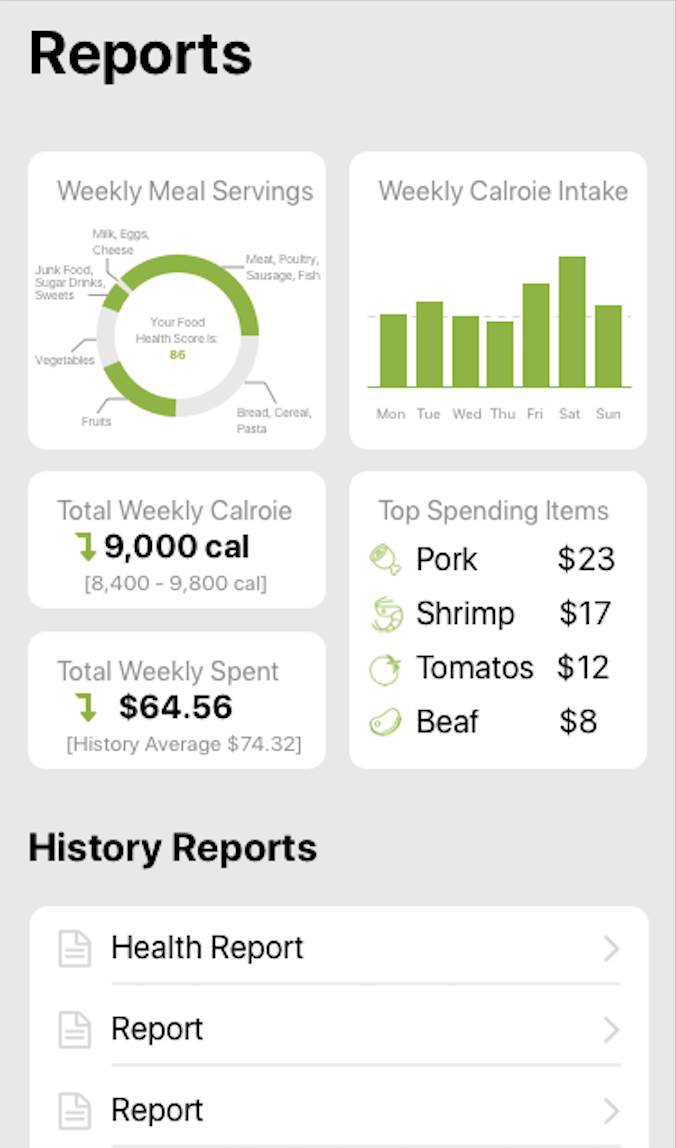 Reports
Weekly Meal Servings
Milk, Eggs,
Cheese
Meat, Poultry,
Sausage, Fish
Junk Food,
Sugar Drinks,
Sweets
Your Food
Health Score Is:
86
Vegetables
Fruits
Bread, Cereal,
Pasta
Weekly Calroie Intake
Mon Tue Wed Thu Fri Sat Sun
Total Weekly Calroie
9,000 cal
[8,400 - 9,800 cal]
Total Weekly Spent
$64.56
[History Average $74.32]
Top Spending Items
Pork $23
Shrimp $17
Tomatos $12
Beaf $8
History Reports
Health Report
Report
Report